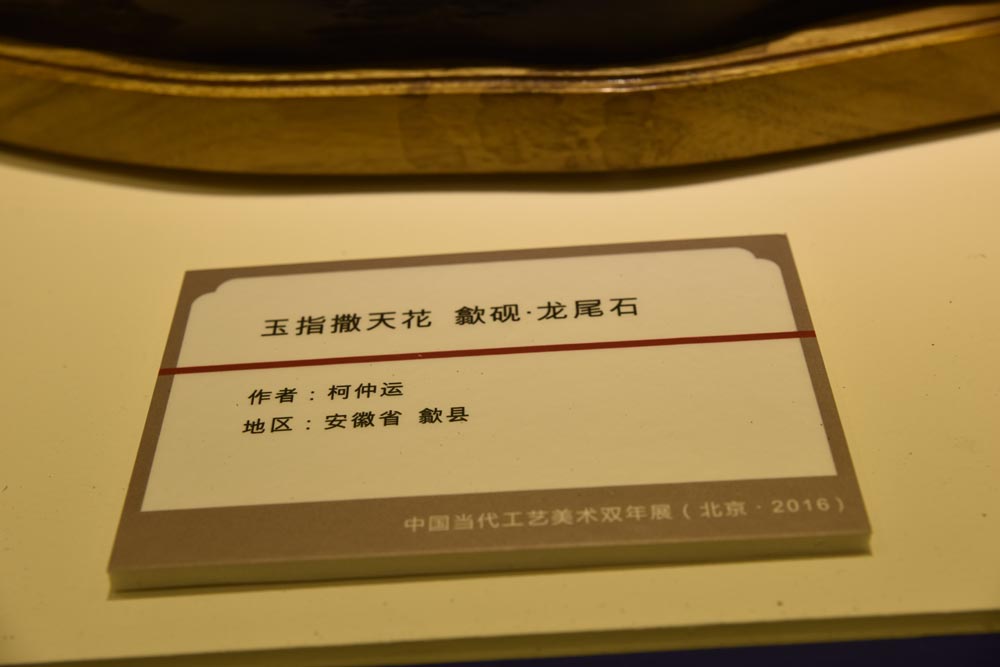 玉指撒天花 歙砚·龙尾石
作者：柯仲运
地区：安徽省 歙县
中国当代工艺美术双年展（北京·2016）